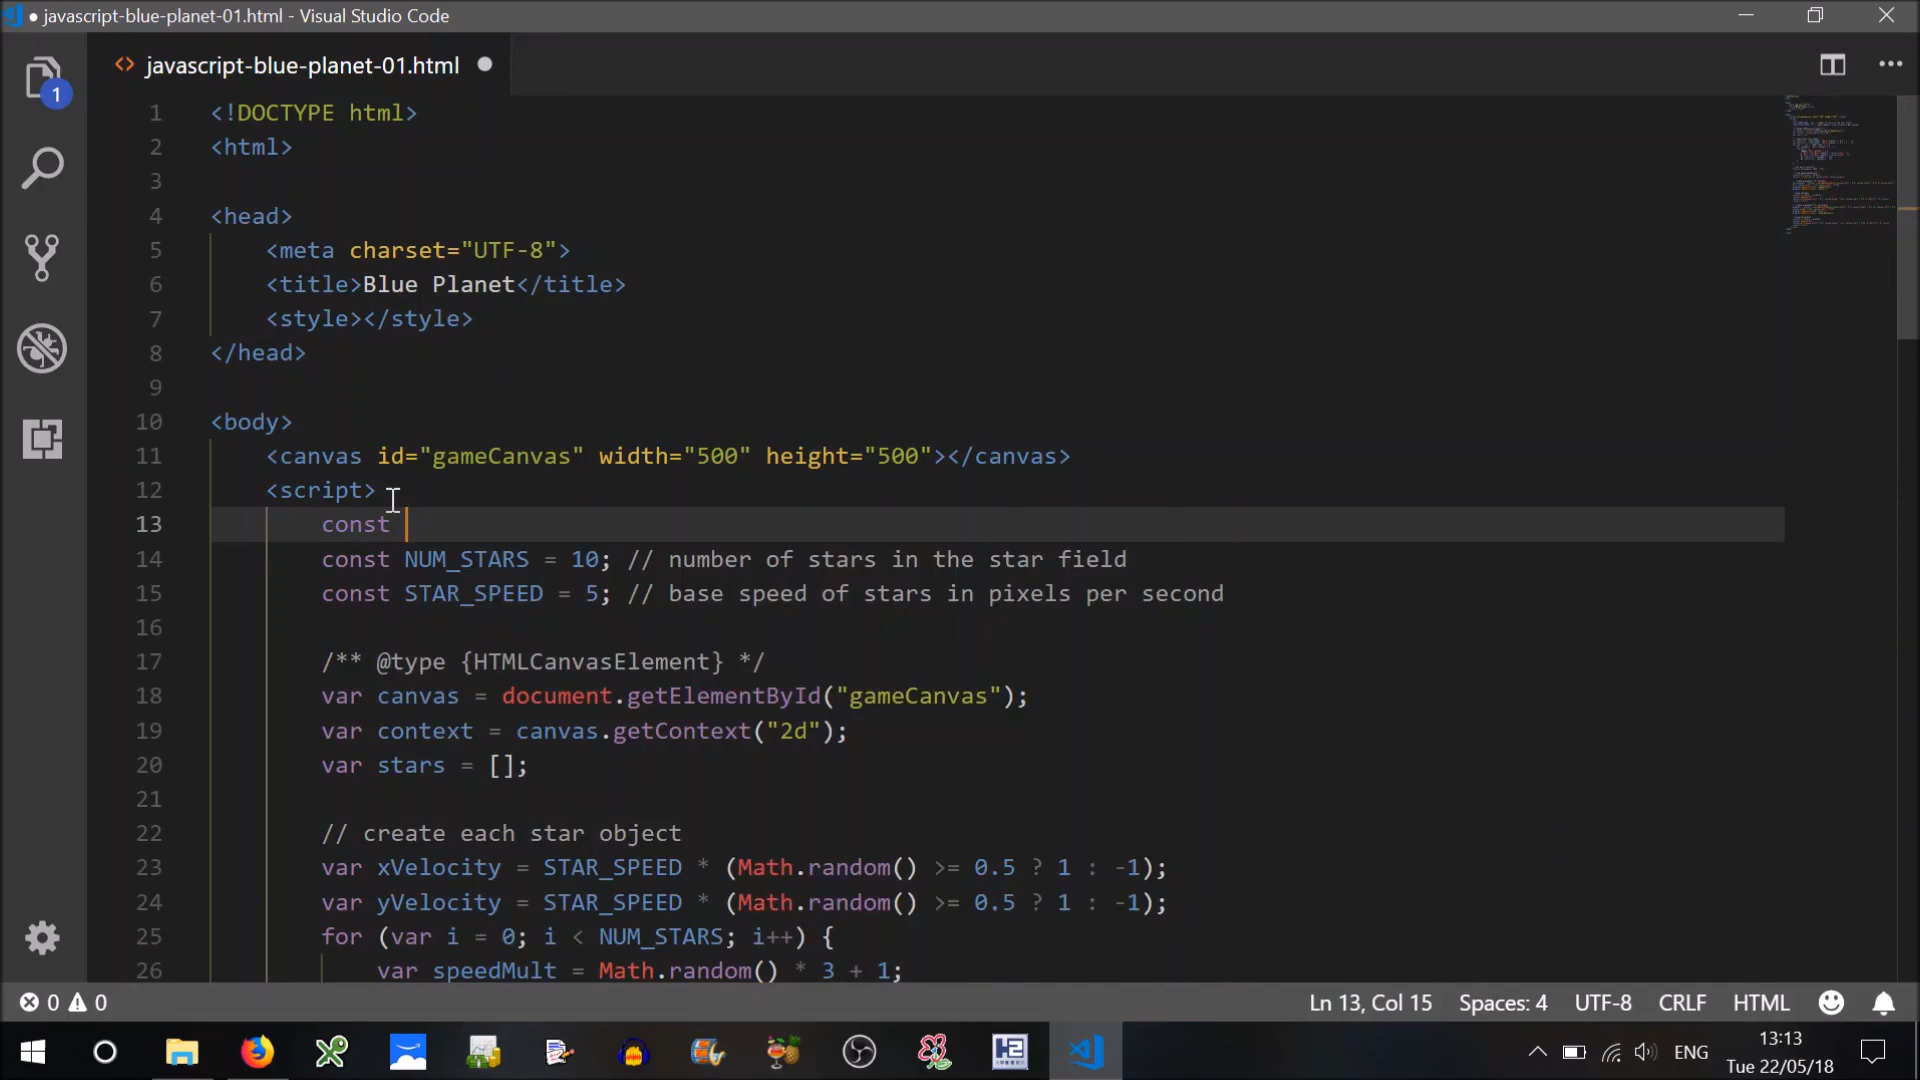 javascript-blue-planet-01.html - Visual Studio Code
javascript-blue-planet-01.html
1
1 <!DOCTYPE html>
2 <html>
3
4 <head>
5 <meta charset="UTF-8">
6 <title>Blue Planet</title>
7 <style></style>
8 </head>
9
10 <body>
11 <canvas id="gameCanvas" width="500" height="500"></canvas>
12 <script>
13 const
14 const NUM_STARS = 10; // number of stars in the star field
15 const STAR_SPEED = 5; // base speed of stars in pixels per second
16
17 /** @type {HTMLCanvasElement} */
18 var canvas = document.getElementById("gameCanvas");
19 var context = canvas.getContext("2d");
20 var stars = [];
21
22 // create each star object
23 var xVelocity = STAR_SPEED * (Math.random() >= 0.5 ? 1 : -1);
24 var yVelocity = STAR_SPEED * (Math.random() >= 0.5 ? 1 : -1);
25 for (var i = 0; i < NUM_STARS; i++) {
26 var speedMult = Math.random() * 3 + 1;
0 0 Ln 13, Col 15 Spaces: 4 UTF-8 CRLF HTML
ENG
13:13
Tue 22/05/18